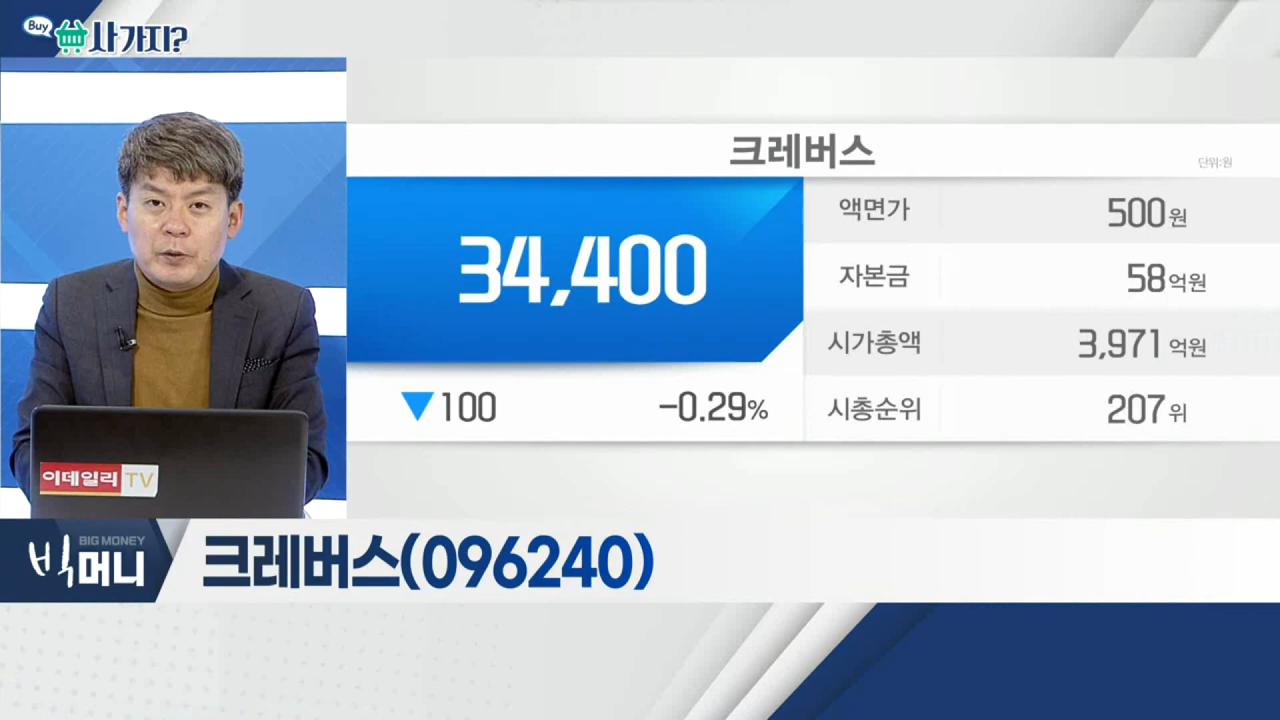 Buy
사가지?
크레버스
단위:원
34,400
▼100 -0.29%
액면가 500원
자본금 58억원
시가총액 3,971억원
시총순위 207위
이데일리TV
BIG MONEY
빅머니
크레버스(096240)